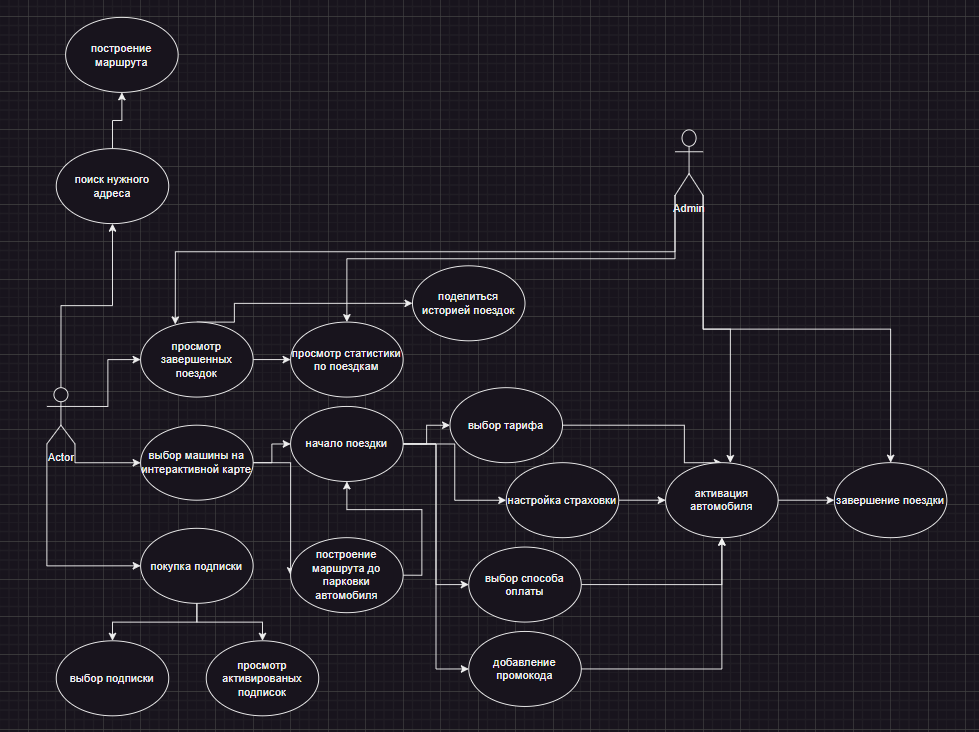 построение
маршрута
поиск нужного
адреса
Admin
поделиться
историей поездок
просмотр
завершенных
поездок
просмотр статистики
по поездкам
Actor
выбор машины на
интерактивной карте
начало поездки
выбор тарифа
настройка страховки
активация
автомобиля
завершение поездки
покупка подписки
построение
маршрута до
парковки
автомобиля
выбор способа
оплаты
добавление
промокода
выбор подписки
просмотр
активированых
подписок